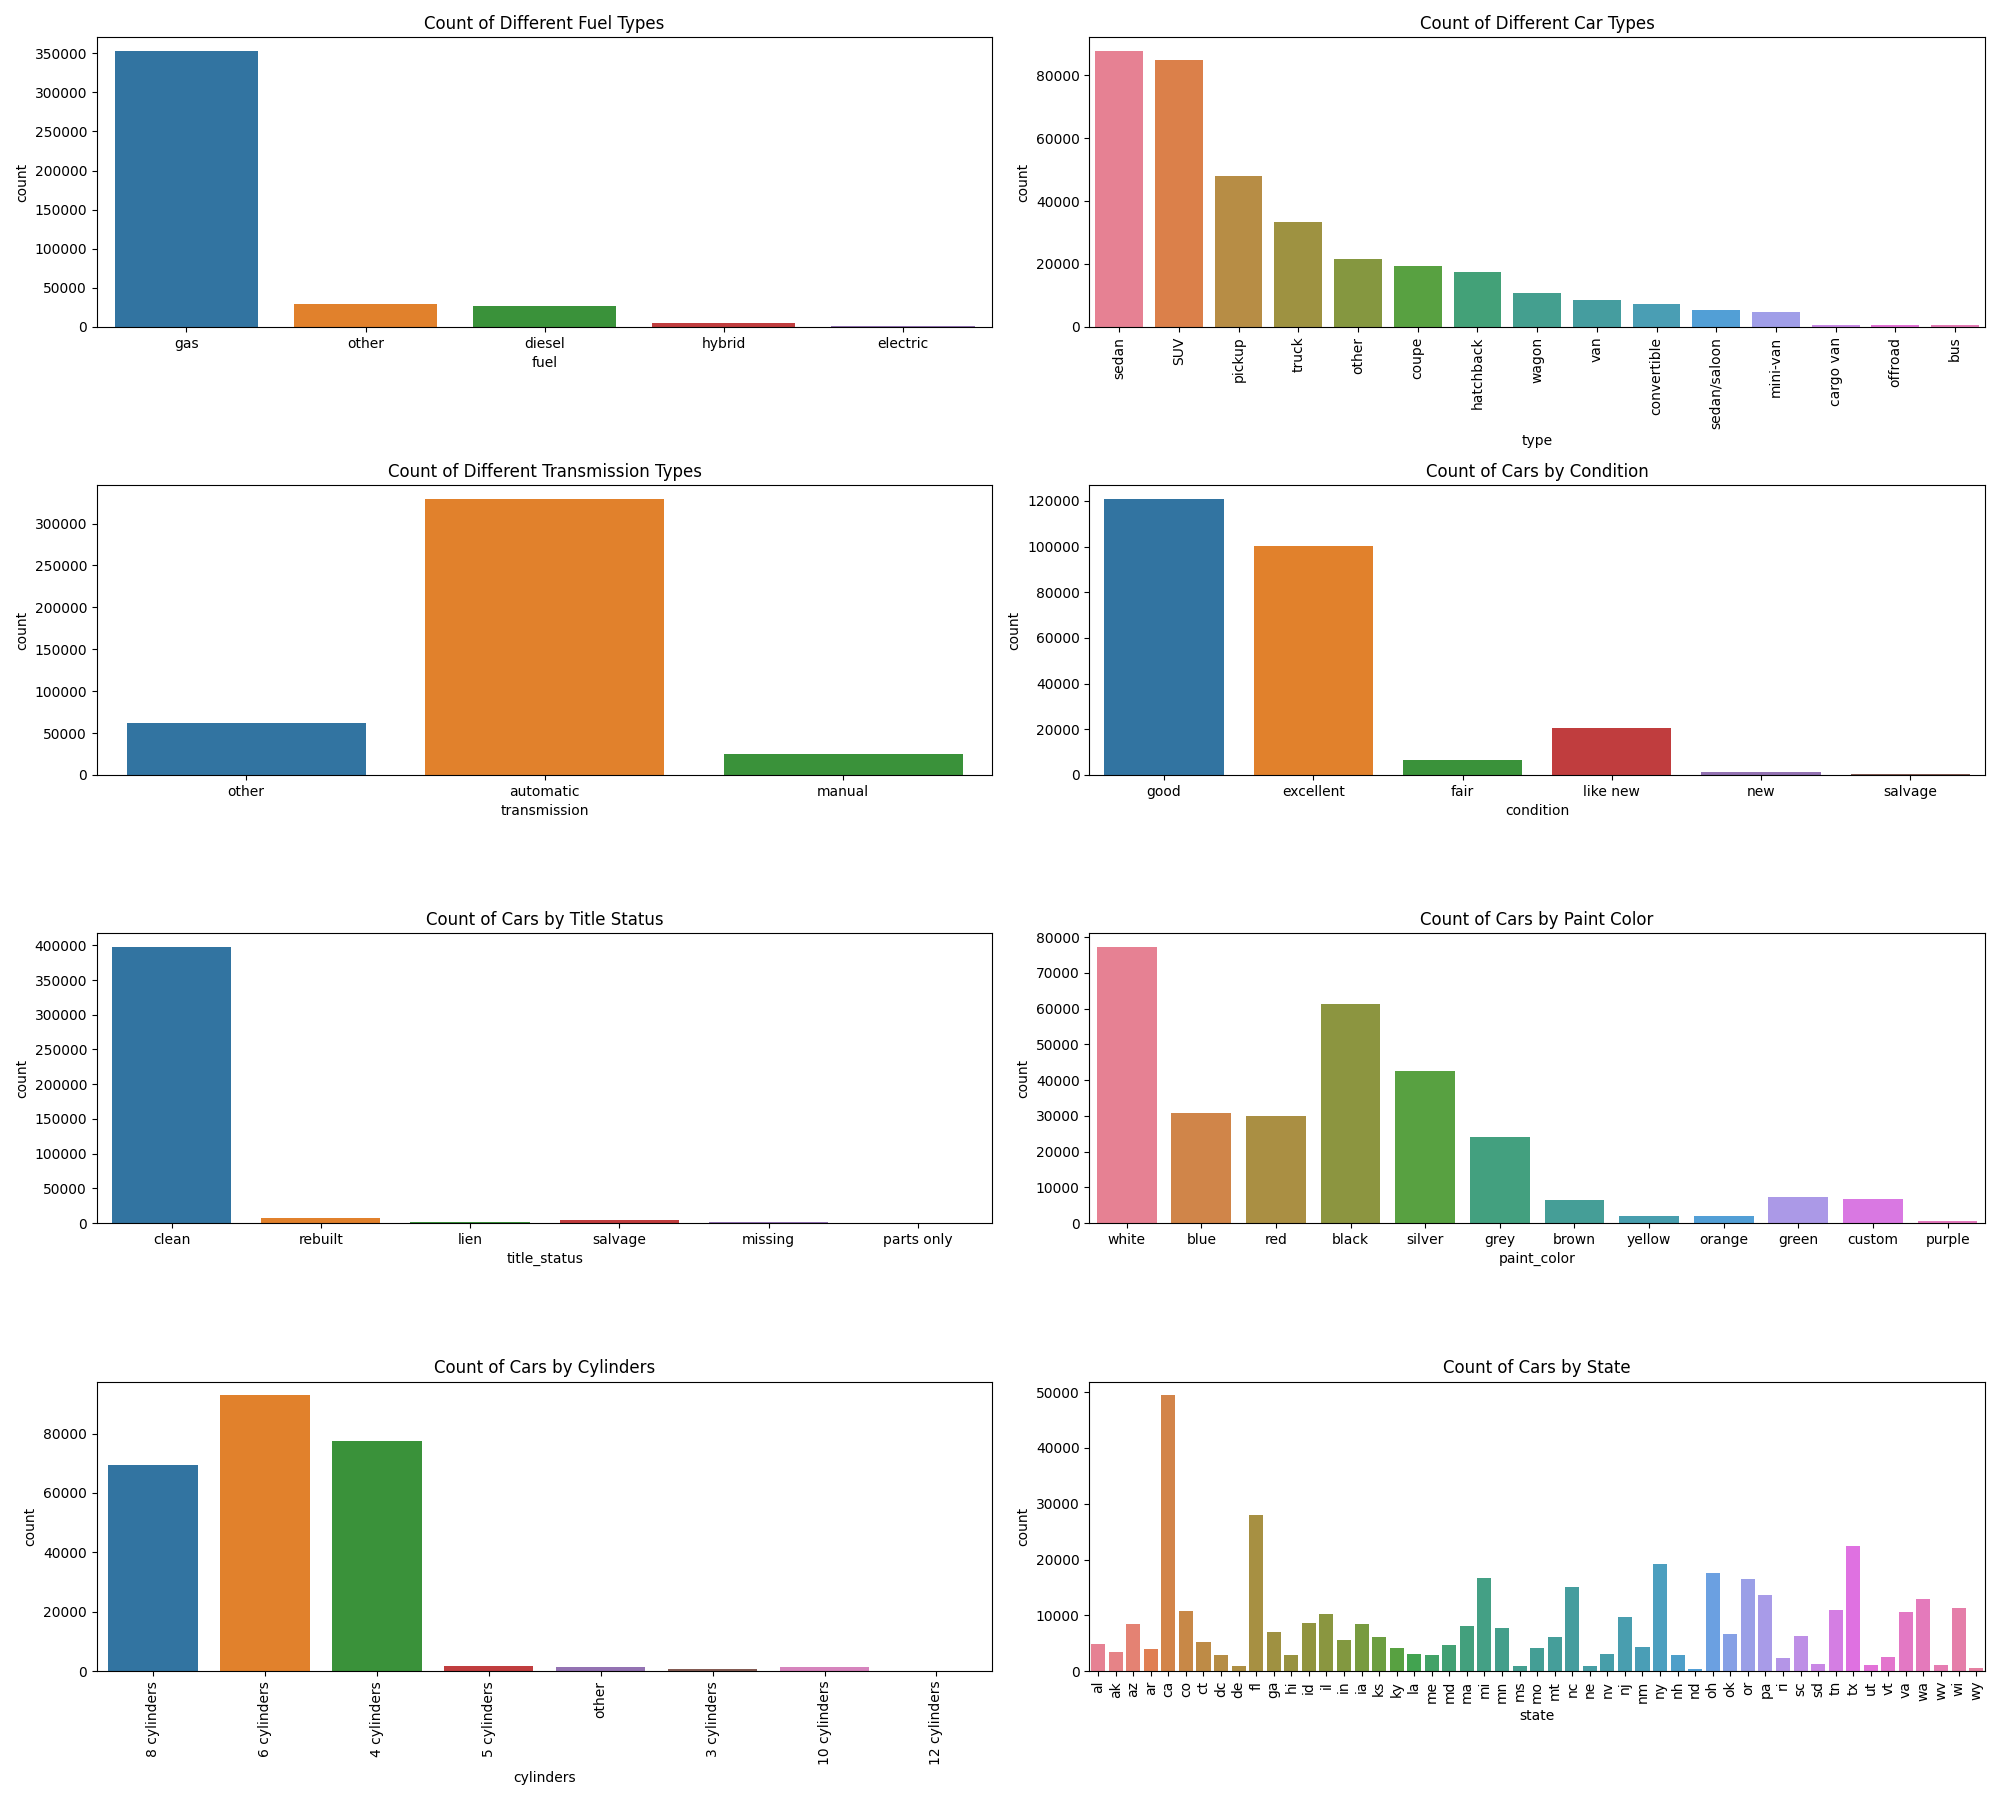 Count of Different Fuel Types
350000
300000
250000
200000
150000
100000
50000
0
count
gas other diesel hybrid electric
fuel
Count of Different Car Types
80000
60000
40000
20000
0
count
sedan SUV pickup truck other coupe hatchback wagon van convertible sedan/saloon mini-van cargo van offroad bus
type
Count of Different Transmission Types
300000
250000
200000
150000
100000
50000
0
count
other automatic manual
transmission
Count of Cars by Condition
120000
100000
80000
60000
40000
20000
0
count
good excellent fair like new new salvage
condition
Count of Cars by Title Status
400000
350000
300000
250000
200000
150000
100000
50000
0
count
clean rebuilt lien salvage missing parts only
title_status
Count of Cars by Paint Color
80000
70000
60000
50000
40000
30000
20000
10000
0
count
white blue red black silver grey brown yellow orange green custom purple
paint_color
Count of Cars by Cylinders
80000
60000
40000
20000
0
count
8 cylinders 6 cylinders 4 cylinders 5 cylinders other 3 cylinders 10 cylinders 12 cylinders
cylinders
Count of Cars by State
50000
40000
30000
20000
10000
0
count
al ak az ar ca co ct dc de fl ga hi id il in ia ks ky la me md ma mi mn ms mo mt nc ne nv nj nm ny nh nd oh ok or pa ri sc sd tn tx ut vt va wa wv wi wy
state